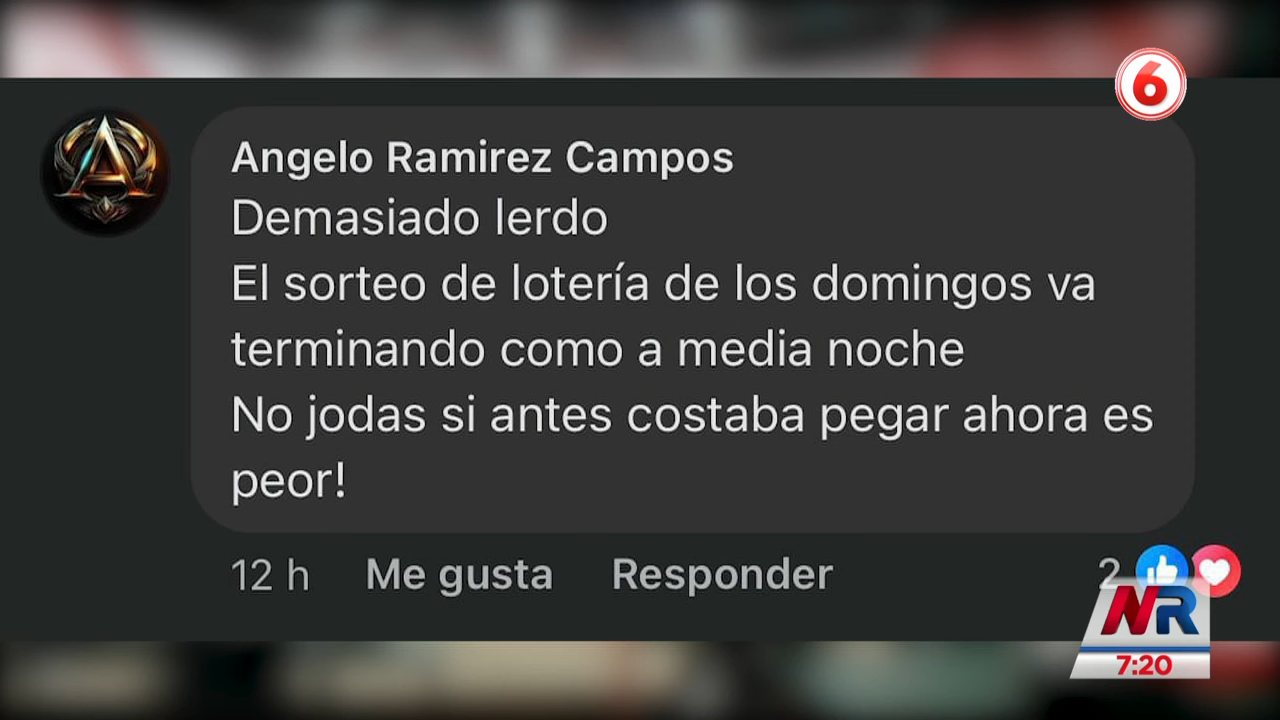 6
A
Angelo Ramirez Campos
Demasiado lerdo
El sorteo de lotería de los domingos va
terminando como a media noche
No jodas si antes costaba pegar ahora es
peor!
12 h Me gusta Responder 2
NR
7:20